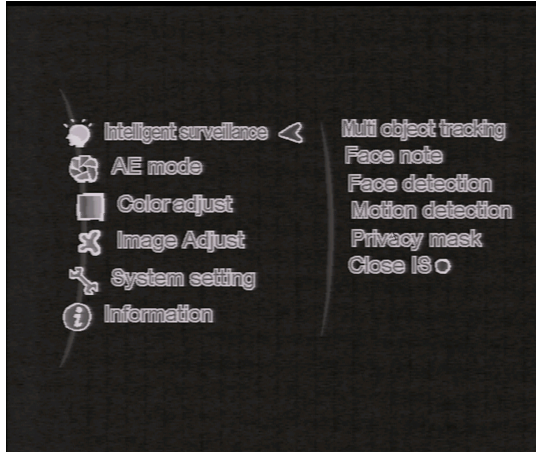 Intelligent surveillance
AE mode
Color adjust
Image Adjust
System setting
Information
Multi object tracking
Face note
Face detection
Motion detection
Privacy mask
Close IS